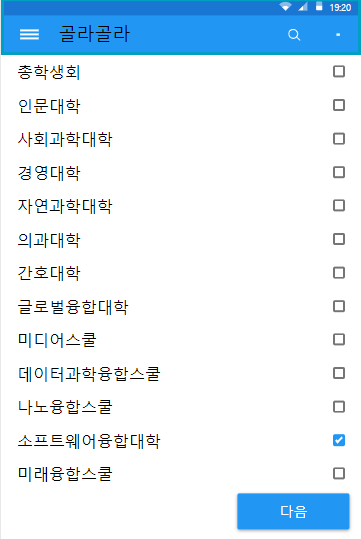 19:20
골라골라
총학생회
인문대학
사회과학대학
경영대학
자연과학대학
의과대학
간호대학
글로벌융합대학
미디어스쿨
데이터과학융합스쿨
나노융합스쿨
소프트웨어융합대학
미래융합스쿨
다음